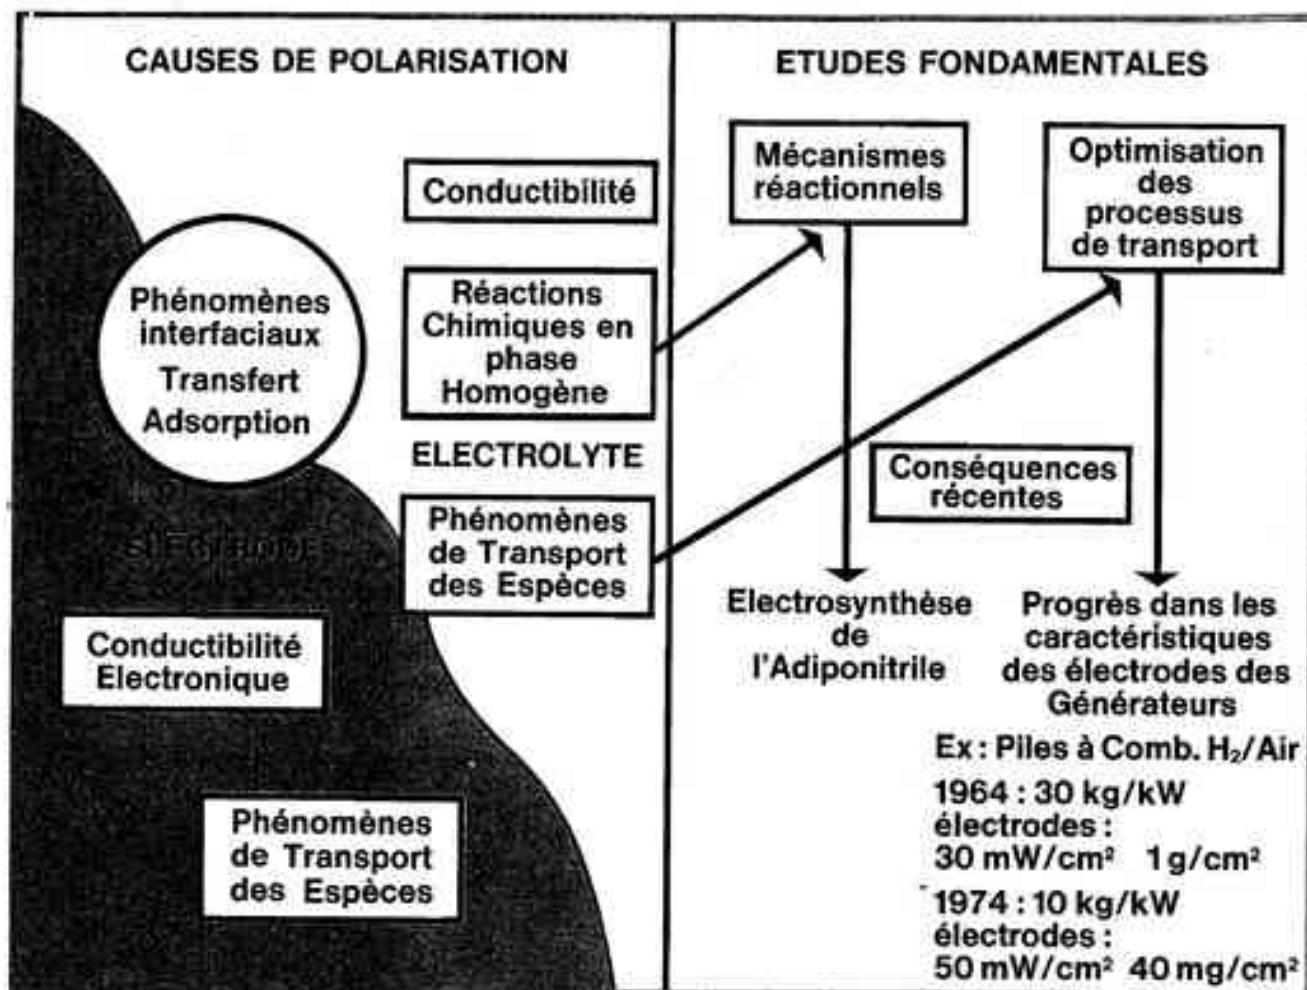 CAUSES DE POLARISATION
Conductibilité
Phénomènes
interfaciaux
Transfert
Adsorption
Réactions
Chimiques en
phase
Homogène
ELECTROLYTE
Phénomènes
de Transport
des Espèces
ELECTRODE
Conductibilité
Electronique
Phénomènes
de Transport
des Espèces
ETUDES FONDAMENTALES
Mécanismes
réactionnels
Optimisation
des
processus
de transport
Conséquences
récentes
Electrosynthèse
de
l'Adiponitrile
Progrès dans les
caractéristiques
des électrodes des
Générateurs
Ex : Piles à Comb. H₂/Air
1964 : 30 kg/kW
électrodes :
30 mW/cm² 1 g/cm²
1974 : 10 kg/kW
électrodes :
50 mW/cm² 40 mg/cm²